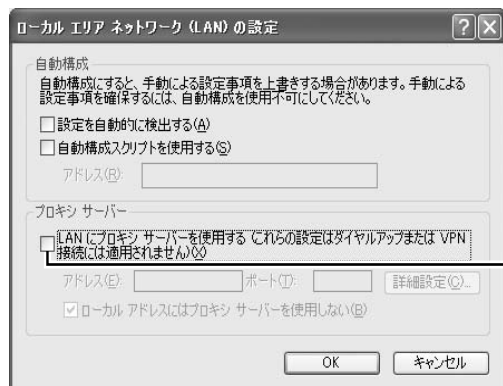 ローカル エリア ネットワーク (LAN) の設定
自動構成
自動構成にすると、手動による設定事項を上書きする場合があります。手動による
設定事項を確保するには、自動構成を使用不可にしてください。
設定を自動的に検出する(A)
自動構成スクリプトを使用する(S)
アドレス(R):
プロキシ サーバー
LAN にプロキシ サーバーを使用する (これらの設定はダイヤルアップまたは VPN
接続には適用されません)(X)
アドレス(E): ポート(T): 詳細設定(C)...
ローカル アドレスにはプロキシ サーバーを使用しない(B)
OK キャンセル